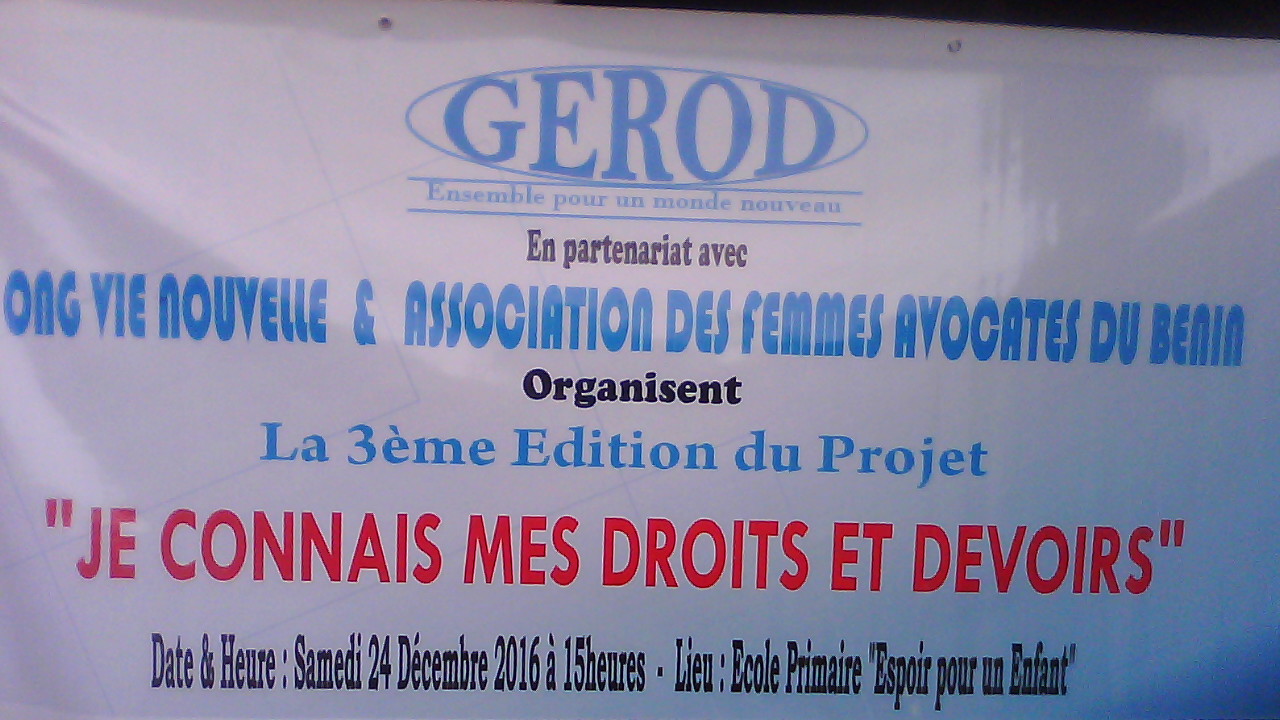 GEROD
Ensemble pour un monde nouveau
En partenariat avec
ONG VIE NOUVELLE & ASSOCIATION DES FEMMES AVOCATES DU BENIN
Organisent
La 3ème Edition du Projet
"JE CONNAIS MES DROITS ET DEVOIRS"
Date & Heure : Samedi 24 Décembre 2016 à 15heures - Lieu : Ecole Primaire "Espoir pour un Enfant"